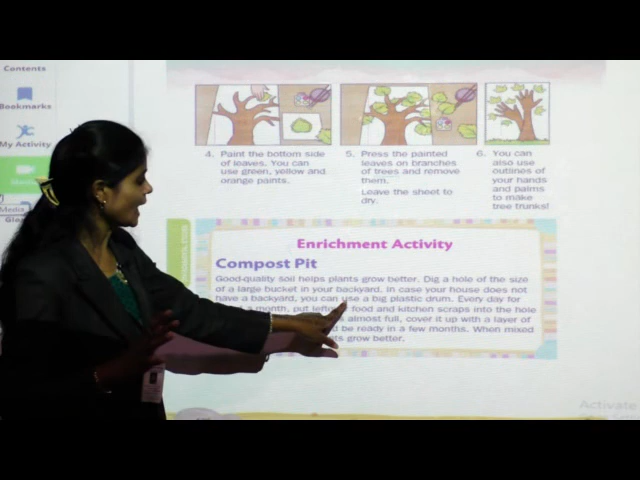 Contents
Bookmarks
My Activity
Media
4. Paint the bottom side
of leaves. You can
use green, yellow and
orange paints.
5. Press the painted
leaves on branches
of trees and remove
them.
Leave the sheet to
dry.
6. You can
also use
outlines of
your hands
and palms
to make
tree trunks!
Enrichment Activity
Compost Pit
Good-quality soil helps plants grow better. Dig a hole of the size
of a large bucket in your backyard, in case your house does not
have a backyard, you can use a big plastic drum. Every day for
a month, put food and kitchen scraps into the hole
almost full, cover it up with a layer of
be ready in a few months. When mixed
grow better.
Activate